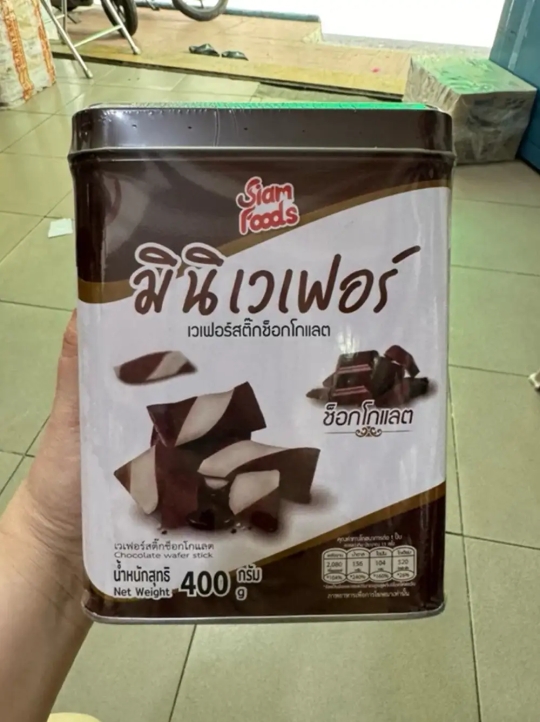 Siam
Foods
มินิเวเฟอร์
เวเฟอร์สติ๊กช็อกโกแลต
ช็อกโกแลต
เวเฟอร์สติ๊กช็อกโกแลต
Chocolate wafer stick
น้ำหนักสุทธิ 400 กรัม
Net Weight g
2,080